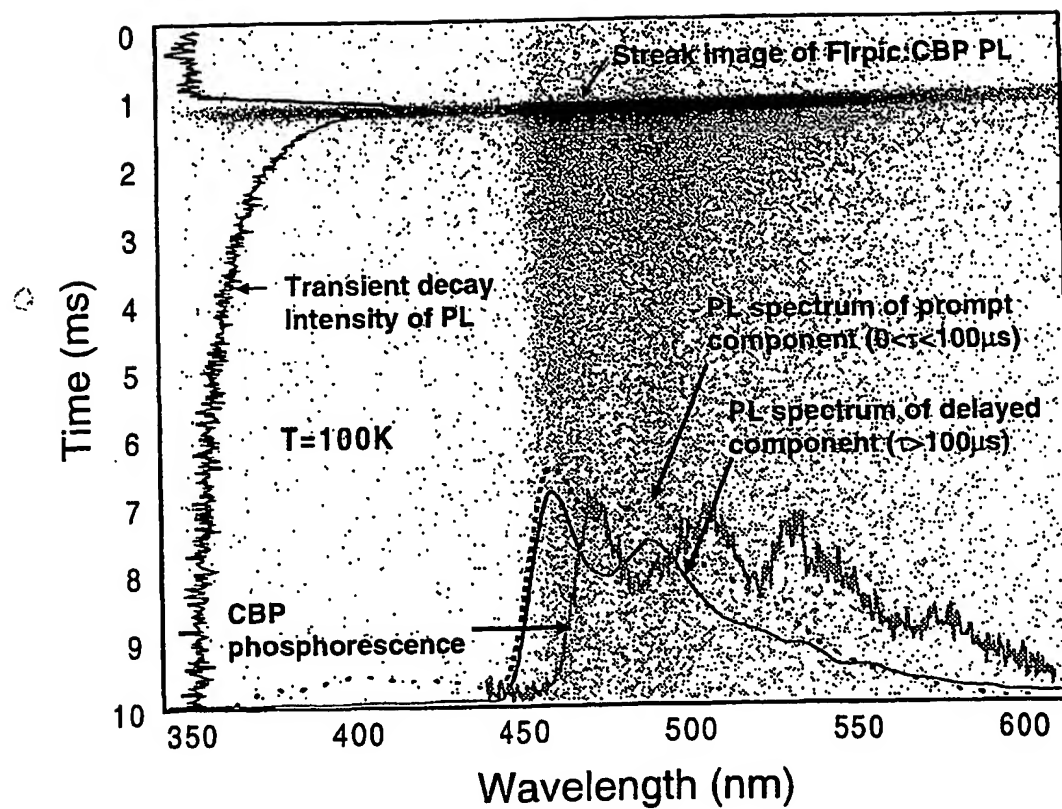 0
1
2
3
4
5
6
7
8
9
10
Time (ms)
Streak image of Firpic:CBP PL
Transient decay
Intensity of PL
PL spectrum of prompt
component (0<τ<100μs)
PL spectrum of delayed
component (τ>100μs)
T=100K
CBP
phosphorescence
350 400 450 500 550 600
Wavelength (nm)